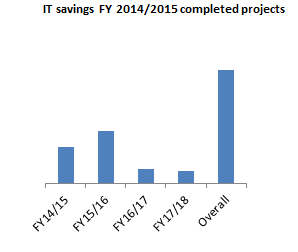 IT savings FY 2014/2015 completed projects
FY14/15
FY15/16
FY16/17
FY17/18
Overall